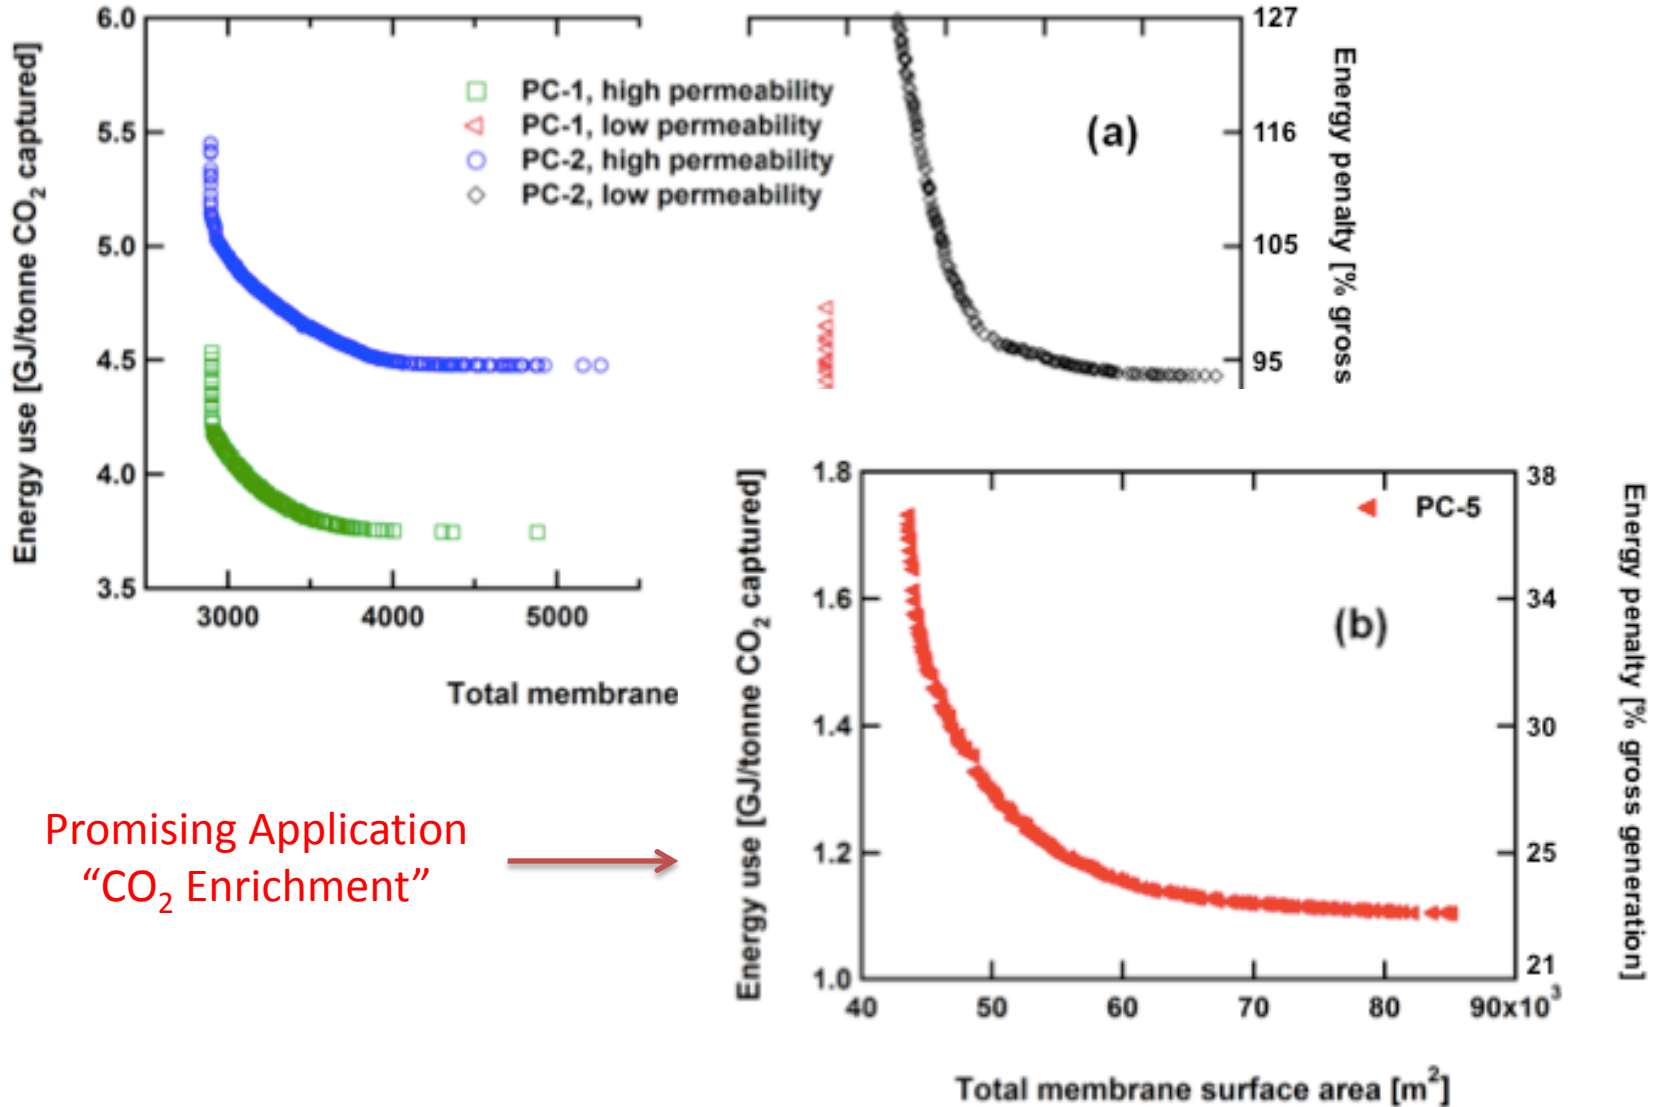 Energy use [GJ/tonne CO2 captured]
6.0
5.5
5.0
4.5
4.0
3.5
3000
4000
5000
PC-1, high permeability
PC-1, low permeability
PC-2, high permeability
PC-2, low permeability
(a)
127
116
105
95
Energy penalty [% gross
Total membrane
Promising Application
“CO2 Enrichment”
Energy use [GJ/tonne CO2 captured]
1.8
1.6
1.4
1.2
1.0
PC-5
(b)
38
34
30
25
21
Energy penalty [% gross generation]
40
50
60
70
80
90x10³
Total membrane surface area [m²]